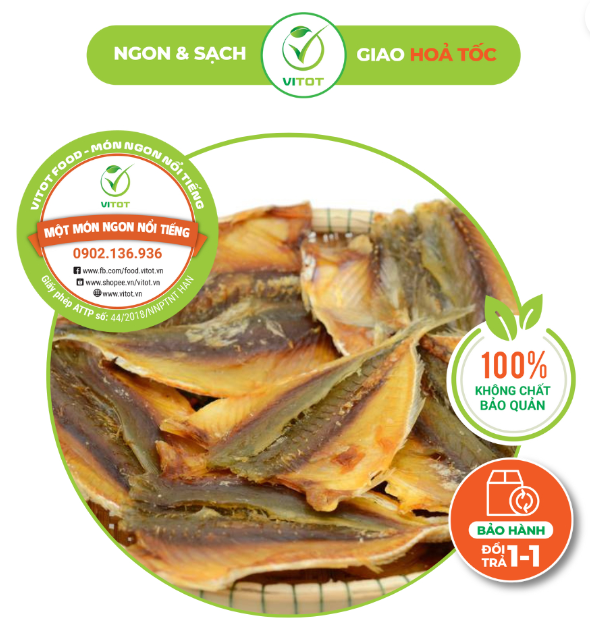 NGON & SẠCH
VITOT
GIAO HOẢ TỐC
VITOT FOOD - MÓN NGON NỔI TIẾNG
VITOT
MỘT MÓN NGON NỔI TIẾNG
0902.136.936
www.fb.com/food.vitot.vn
www.shopee.vn/vitot.vn
www.vitot.vn
Giấy phép ATTP số: 44/2019/NNPTNT HAN
100%
KHÔNG CHẤT
BẢO QUẢN
BẢO HÀNH
ĐỔI
TRẢ 1-1